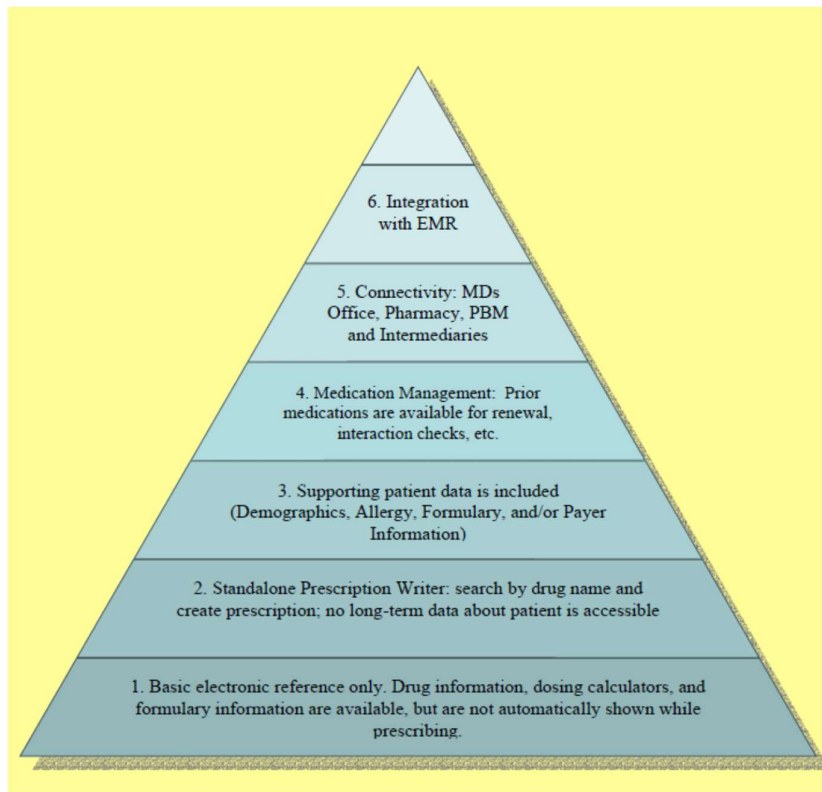 6. Integration
with EMR
5. Connectivity: MDs
Office, Pharmacy, PBM
and Intermediaries
4. Medication Management: Prior
medications are available for renewal,
interaction checks, etc.
3. Supporting patient data is included
(Demographics, Allergy, Formulary, and/or Payer
Information)
2. Standalone Prescription Writer: search by drug name and
create prescription; no long-term data about patient is accessible
1. Basic electronic reference only. Drug information, dosing calculators, and
formulary information are available, but are not automatically shown while
prescribing.